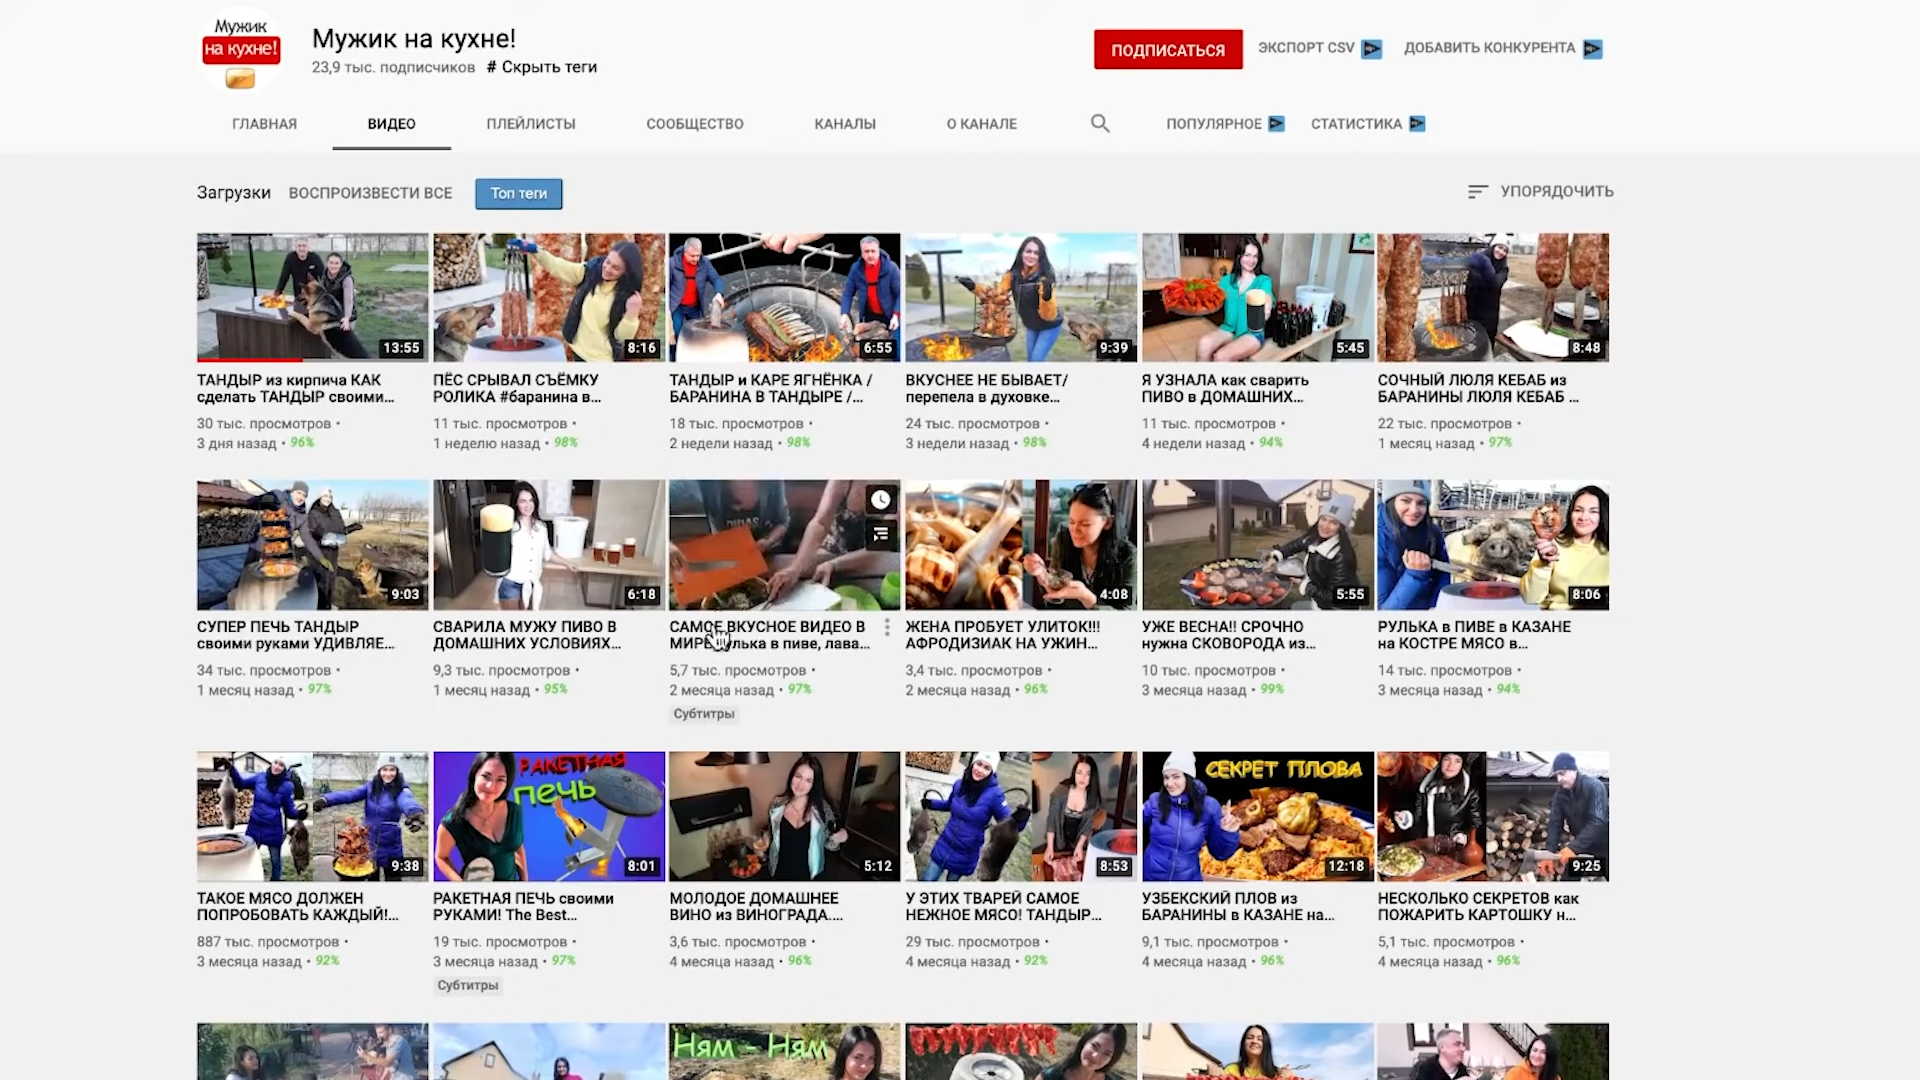 Мужик
на кухне!
Мужик на кухне!
23,9 тыс. подписчиков # Скрыть теги
ПОДПИСАТЬСЯ
ЭКСПОРТ CSV
ДОБАВИТЬ КОНКУРЕНТА
ГЛАВНАЯ
ВИДЕО
ПЛЕЙЛИСТЫ
СООБЩЕСТВО
КАНАЛЫ
О КАНАЛЕ
ПОПУЛЯРНОЕ
СТАТИСТИКА
Загрузки
ВОСПРОИЗВЕСТИ ВСЕ
Топ теги
УПОРЯДОЧИТЬ
13:55
ТАНДЫР из кирпича КАК
сделать ТАНДЫР своими...
30 тыс. просмотров •
3 дня назад • 96%
8:16
ПЁС СРЫВАЛ СЪЁМКУ
РОЛИКА #баранина в...
11 тыс. просмотров •
1 неделю назад • 98%
6:55
ТАНДЫР и КАРЕ ЯГНЁНКА /
БАРАНИНА В ТАНДЫРЕ /...
18 тыс. просмотров •
2 недели назад • 98%
9:39
ВКУСНЕЕ НЕ БЫВАЕТ/
перепела в духовке...
24 тыс. просмотров •
3 недели назад • 98%
5:45
Я УЗНАЛА как сварить
ПИВО в ДОМАШНИХ...
11 тыс. просмотров •
4 недели назад • 94%
8:48
СОЧНЫЙ ЛЮЛЯ КЕБАБ из
БАРАНИНЫ ЛЮЛЯ КЕБАБ ...
22 тыс. просмотров •
1 месяц назад • 97%
9:03
СУПЕР ПЕЧЬ ТАНДЫР
своими руками УДИВЛЯЕ...
34 тыс. просмотров •
1 месяц назад • 97%
6:18
СВАРИЛА МУЖУ ПИВО В
ДОМАШНИХ УСЛОВИЯХ...
9,3 тыс. просмотров •
1 месяц назад • 95%
САМОЕ ВКУСНОЕ ВИДЕО В
в пиве, лава...
5,7 тыс. просмотров •
2 месяца назад • 97%
Субтитры
4:08
ЖЕНА ПРОБУЕТ УЛИТОК!!!
АФРОДИЗИАК НА УЖИН...
3,4 тыс. просмотров •
2 месяца назад • 96%
5:55
УЖЕ ВЕСНА!! СРОЧНО
нужна СКОВОРОДА из...
10 тыс. просмотров •
3 месяца назад • 99%
8:06
РУЛЬКА в ПИВЕ в КАЗАНЕ
на КОСТРЕ МЯСО в...
14 тыс. просмотров •
3 месяца назад • 94%
9:38
ТАКОЕ МЯСО ДОЛЖЕН
ПОПРОБОВАТЬ КАЖДЫЙ!...
887 тыс. просмотров •
3 месяца назад • 92%
РАКЕТНАЯ
печь
8:01
РАКЕТНАЯ ПЕЧЬ своими
РУКАМИ! The Best...
19 тыс. просмотров •
3 месяца назад • 97%
Субтитры
5:12
МОЛОДОЕ ДОМАШНЕЕ
ВИНО из ВИНОГРАДА....
3,6 тыс. просмотров •
4 месяца назад • 96%
8:53
У ЭТИХ ТВАРЕЙ САМОЕ
НЕЖНОЕ МЯСО! ТАНДЫР...
29 тыс. просмотров •
4 месяца назад • 92%
СЕКРЕТ ПЛОВА
12:18
УЗБЕКСКИЙ ПЛОВ из
БАРАНИНЫ в КАЗАНЕ на...
9,1 тыс. просмотров •
4 месяца назад • 96%
9:25
НЕСКОЛЬКО СЕКРЕТОВ как
ПОЖАРИТЬ КАРТОШКУ н...
5,1 тыс. просмотров •
4 месяца назад • 96%
Ням - Ням